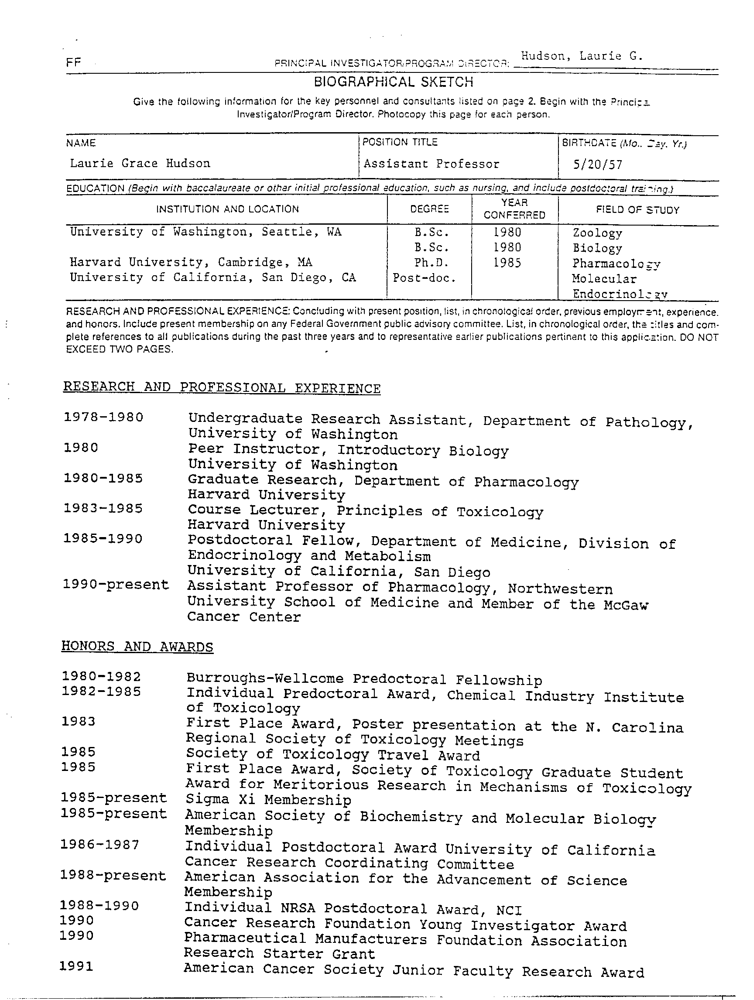 FF PRINCIPAL INVESTIGATOR/PROGRAM DIRECTOR: Hudson, Laurie G.
BIOGRAPHICAL SKETCH
Give the following information for the key personnel and consultants listed on page 2. Begin with the Principal
Investigator/Program Director. Photocopy this page for each person.
NAME POSITION TITLE BIRTHDATE (Mo., Day, Yr.)
Laurie Grace Hudson Assistant Professor 5/20/57
EDUCATION (Begin with baccalaureate or other initial professional education, such as nursing, and include postdoctoral training.)
INSTITUTION AND LOCATION DEGREE YEAR CONFERRED FIELD OF STUDY
University of Washington, Seattle, WA B.Sc. 1980 Zoology
B.Sc. 1980 Biology
Harvard University, Cambridge, MA Ph.D. 1985 Pharmacology
University of California, San Diego, CA Post-doc. Molecular
Endocrinology
RESEARCH AND PROFESSIONAL EXPERIENCE: Concluding with present position, list, in chronological order, previous employment, experience,
and honors. Include present membership on any Federal Government public advisory committee. List, in chronological order, the titles and com-
plete references to all publications during the past three years and to representative earlier publications pertinent to this application. DO NOT
EXCEED TWO PAGES.
RESEARCH AND PROFESSIONAL EXPERIENCE
1978-1980 Undergraduate Research Assistant, Department of Pathology,
University of Washington
1980 Peer Instructor, Introductory Biology
University of Washington
1980-1985 Graduate Research, Department of Pharmacology
Harvard University
1983-1985 Course Lecturer, Principles of Toxicology
Harvard University
1985-1990 Postdoctoral Fellow, Department of Medicine, Division of
Endocrinology and Metabolism
University of California, San Diego
1990-present Assistant Professor of Pharmacology, Northwestern
University School of Medicine and Member of the McGaw
Cancer Center
HONORS AND AWARDS
1980-1982 Burroughs-Wellcome Predoctoral Fellowship
1982-1985 Individual Predoctoral Award, Chemical Industry Institute
of Toxicology
1983 First Place Award, Poster presentation at the N. Carolina
Regional Society of Toxicology Meetings
1985 Society of Toxicology Travel Award
1985 First Place Award, Society of Toxicology Graduate Student
Award for Meritorious Research in Mechanisms of Toxicology
1985-present Sigma Xi Membership
1985-present American Society of Biochemistry and Molecular Biology
Membership
1986-1987 Individual Postdoctoral Award University of California
Cancer Research Coordinating Committee
1988-present American Association for the Advancement of Science
Membership
1988-1990 Individual NRSA Postdoctoral Award, NCI
1990 Cancer Research Foundation Young Investigator Award
1990 Pharmaceutical Manufacturers Foundation Association
Research Starter Grant
1991 American Cancer Society Junior Faculty Research Award